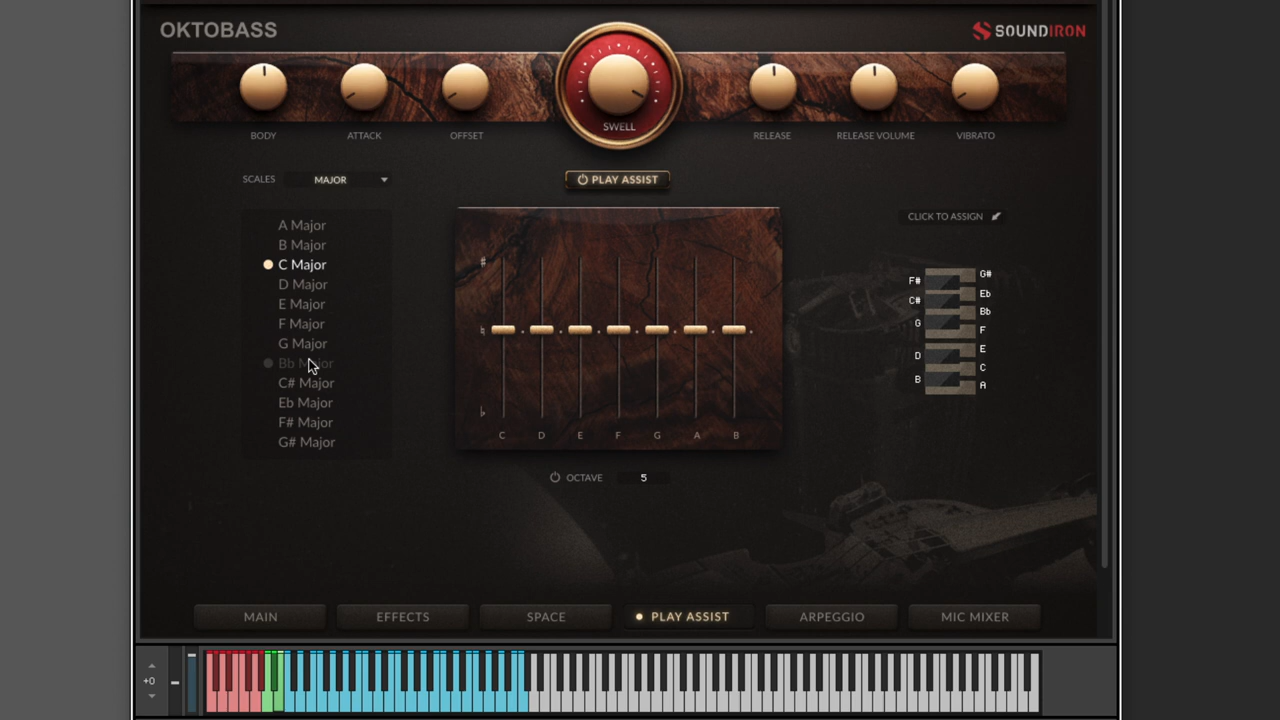 OKTOBASS
SOUNDIRON
SWELL
BODY ATTACK OFFSET RELEASE RELEASE VOLUME VIBRATO
SCALES MAJOR
PLAY ASSIST
CLICK TO ASSIGN
A Major
B Major
C Major
D Major
E Major
F Major
G Major
Bb Major
C# Major
Eb Major
F# Major
G# Major
♯
♮
♭
C D E F G A B
OCTAVE 5
G#
F#
Eb
C#
Bb
G
F
E
D
C
B
A
MAIN EFFECTS SPACE PLAY ASSIST ARPEGGIO MIC MIXER
+0